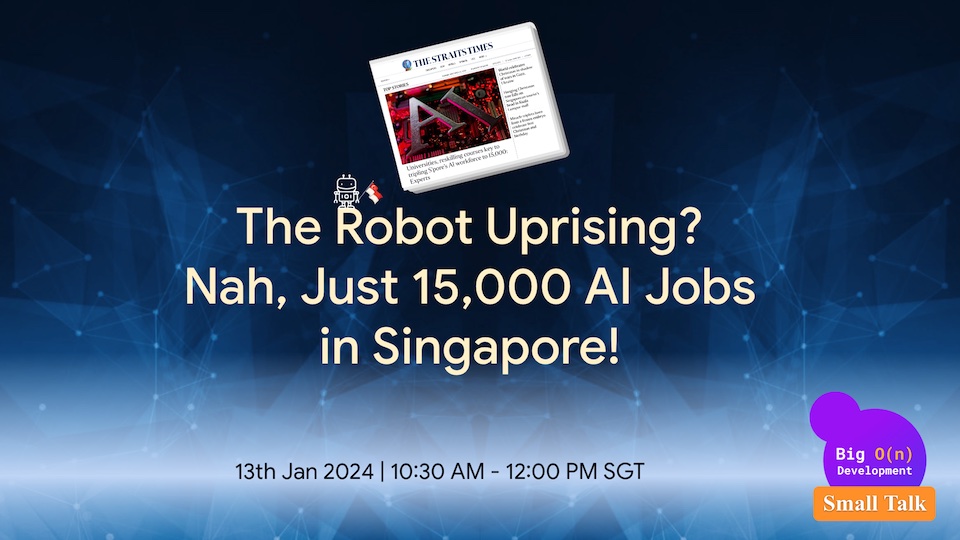 THE STRAITS TIMES
TOP STORIES
AI
Universities, reskilling courses key to
tripling S'pore's AI workforce to 15,000:
Experts
The Robot Uprising?
Nah, Just 15,000 AI Jobs
in Singapore!
13th Jan 2024 | 10:30 AM - 12:00 PM SGT
Big O(n)
Development
Small Talk